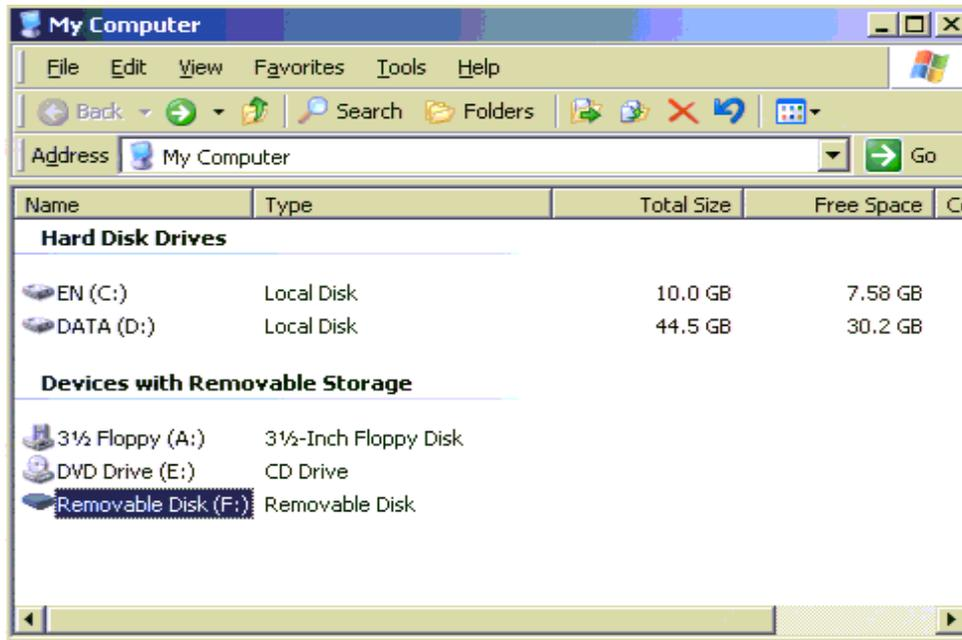 My Computer
File Edit View Favorites Tools Help
Back Search Folders
Address My Computer Go
Name Type Total Size Free Space
Hard Disk Drives
EN (C:) Local Disk 10.0 GB 7.58 GB
DATA (D:) Local Disk 44.5 GB 30.2 GB
Devices with Removable Storage
3½ Floppy (A:) 3½-Inch Floppy Disk
DVD Drive (E:) CD Drive
Removable Disk (F:) Removable Disk